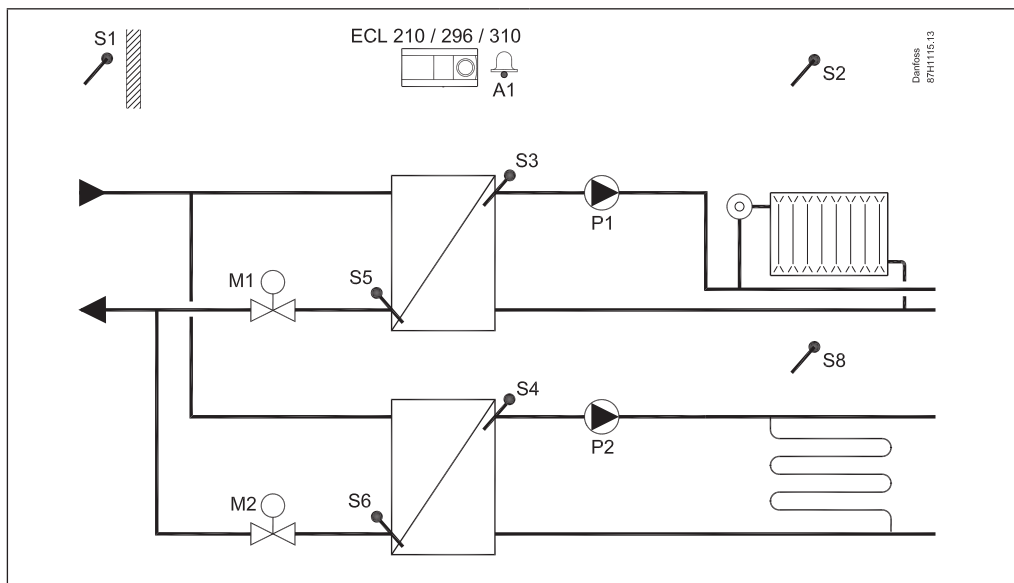 S1
ECL 210 / 296 / 310
A1
S2
Danfoss
87H1115.13
S3
P1
M1
S5
S8
S4
P2
M2
S6